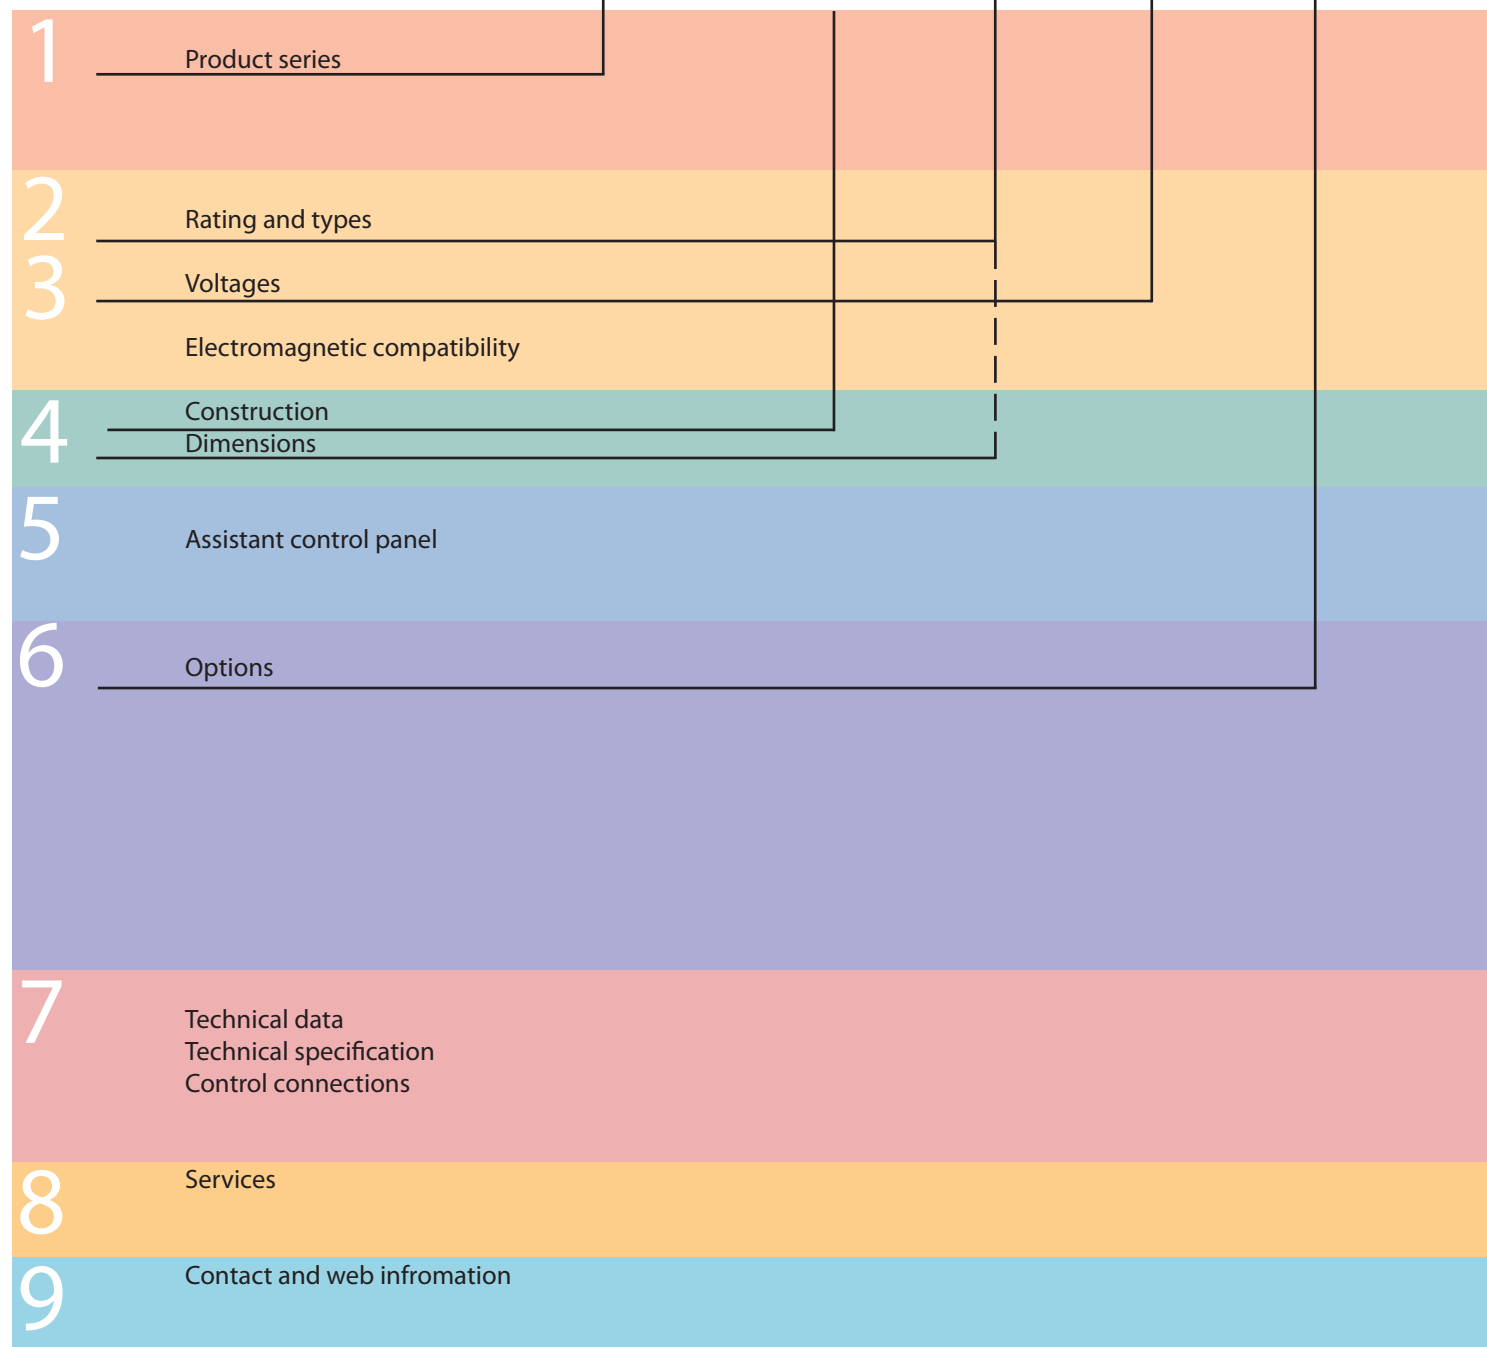 1
Product series
2
Rating and types
3
Voltages
Electromagnetic compatibility
4
Construction
Dimensions
5
Assistant control panel
6
Options
7
Technical data
Technical specification
Control connections
8
Services
9
Contact and web infromation